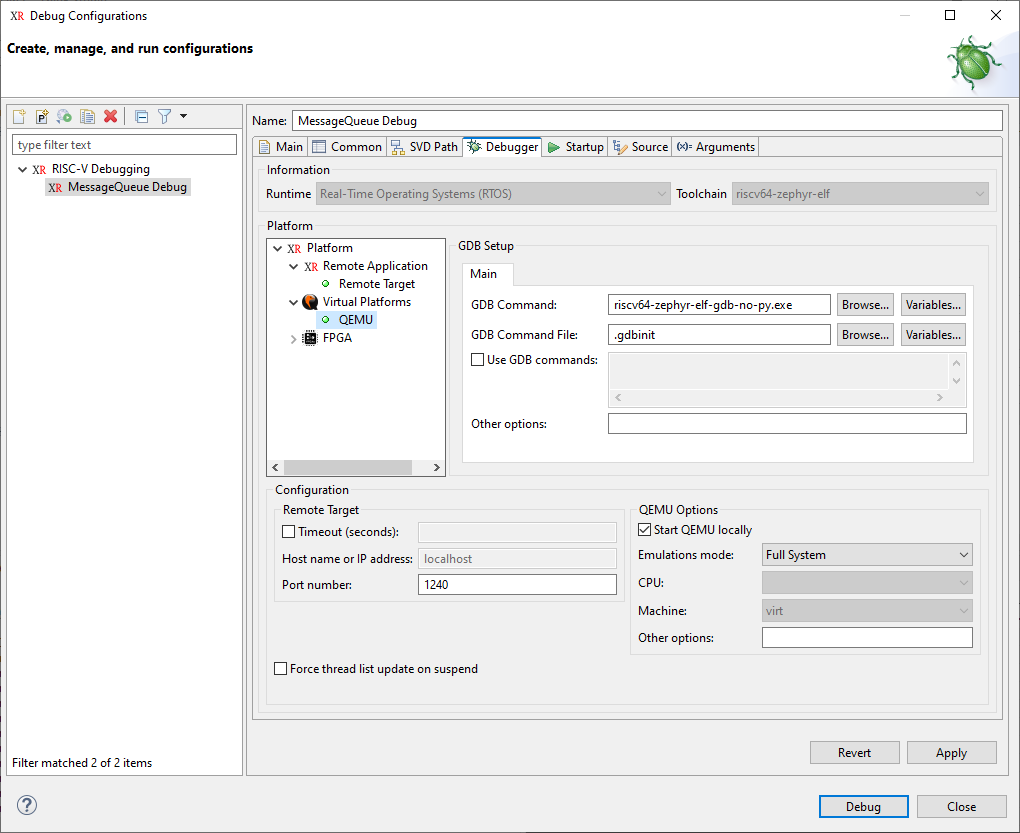 XR Debug Configurations
Create, manage, and run configurations
type filter text
XR RISC-V Debugging
XR MessageQueue Debug
Filter matched 2 of 2 items
Name: MessageQueue Debug
Main Common SVD Path Debugger Startup Source (x)= Arguments
Information
Runtime Real-Time Operating Systems (RTOS) Toolchain riscv64-zephyr-elf
Platform
XR Platform
XR Remote Application
Remote Target
Virtual Platforms
QEMU
FPGA
GDB Setup
Main
GDB Command: riscv64-zephyr-elf-gdb-no-py.exe Browse... Variables...
GDB Command File: .gdbinit Browse... Variables...
Use GDB commands:
Other options:
Configuration
Remote Target
Timeout (seconds):
Host name or IP address: localhost
Port number: 1240
QEMU Options
Start QEMU locally
Emulations mode: Full System
CPU:
Machine: virt
Other options:
Force thread list update on suspend
Revert Apply
? Debug Close